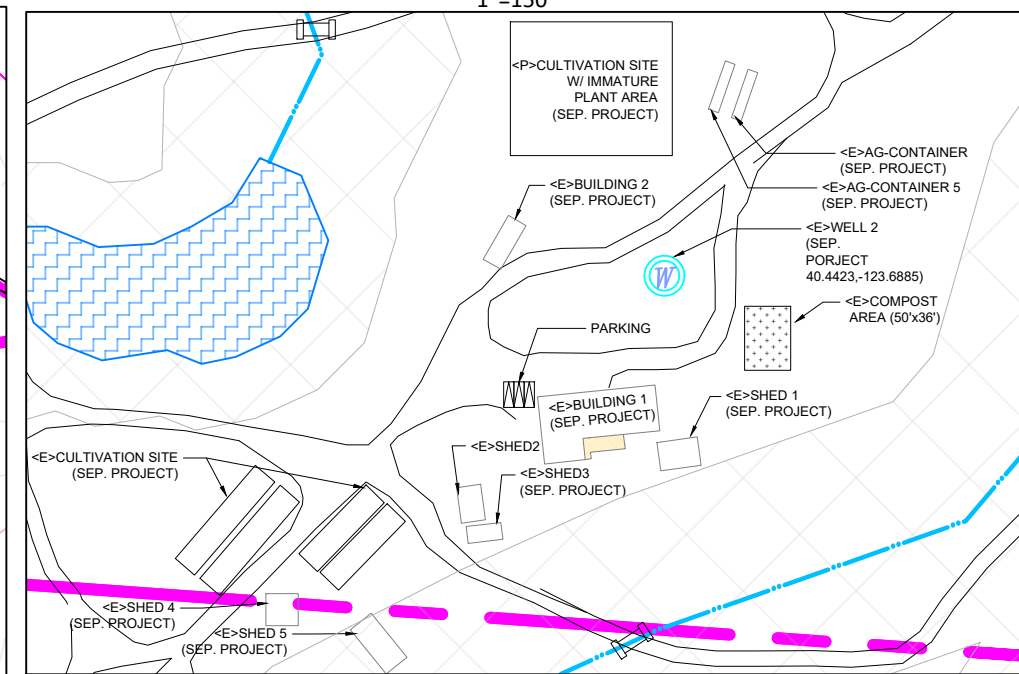 1"=150'
<P>CULTIVATION SITE
W/ IMMATURE
PLANT AREA
(SEP. PROJECT)
<E>AG-CONTAINER
(SEP. PROJECT)
<E>AG-CONTAINER 5
(SEP. PROJECT)
<E>BUILDING 2
(SEP. PROJECT)
<E>WELL 2
(SEP.
PORJECT
40.4423,-123.6885)
W
<E>COMPOST
AREA (50'x36')
PARKING
<E>BUILDING 1
(SEP. PROJECT)
<E>SHED 1
(SEP. PROJECT)
<E>SHED2
<E>SHED3
(SEP. PROJECT)
<E>CULTIVATION SITE
(SEP. PROJECT)
<E>SHED 4
(SEP. PROJECT)
<E>SHED 5
(SEP. PROJECT)